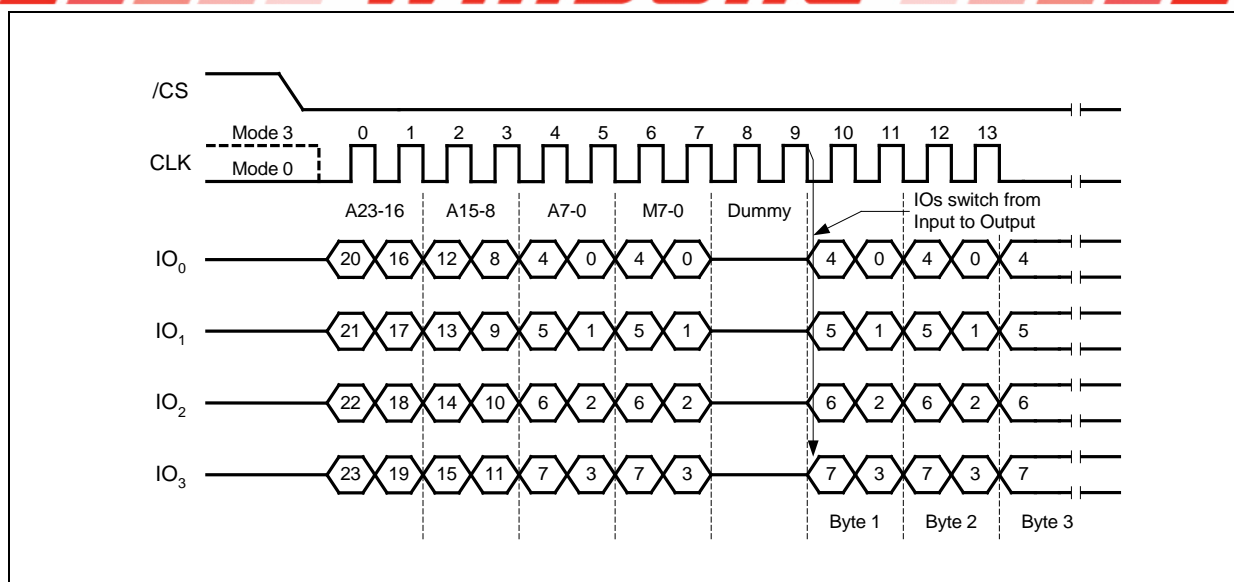 /CS
Mode 3 0 1 2 3 4 5 6 7 8 9 10 11 12 13
CLK
Mode 0
A23-16 A15-8 A7-0 M7-0 Dummy IOs switch from
Input to Output
IO0 20 16 12 8 4 0 4 0 4 0 4 0 4
IO1 21 17 13 9 5 1 5 1 5 1 5 1 5
IO2 22 18 14 10 6 2 6 2 6 2 6 2 6
IO3 23 19 15 11 7 3 7 3 7 3 7 3 7
Byte 1 Byte 2 Byte 3